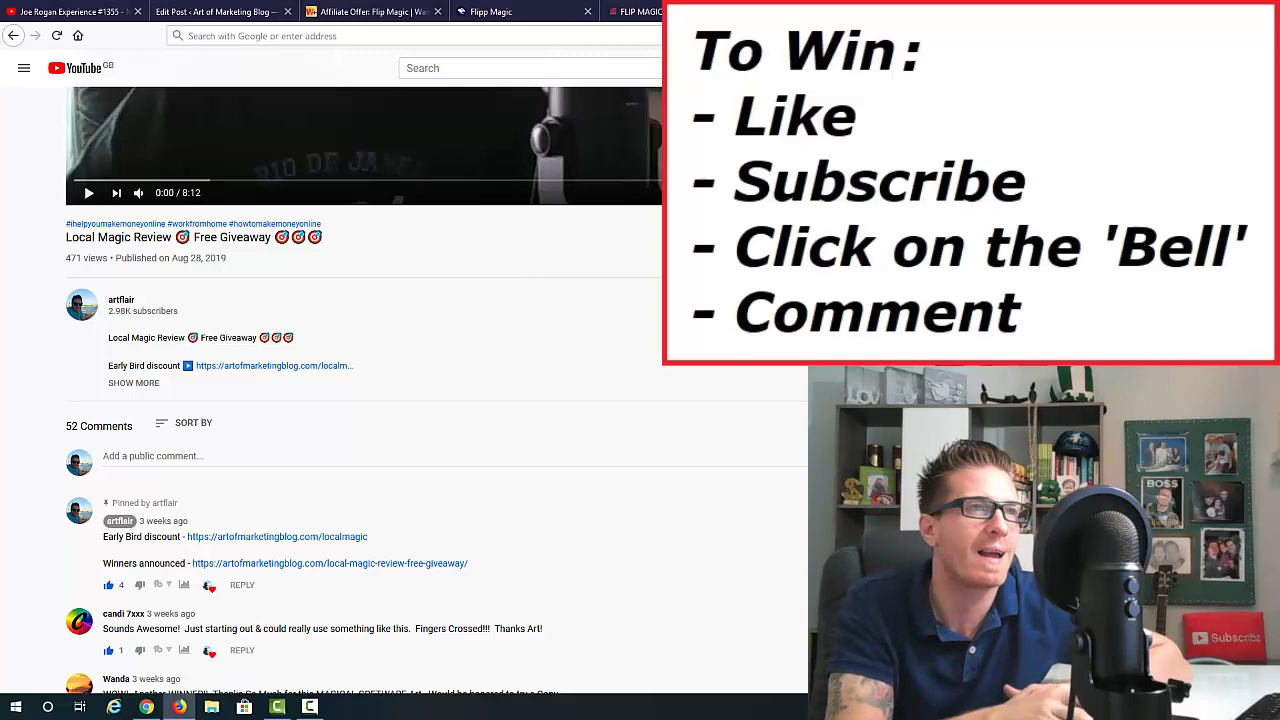 Joe Rogan Experience #1355 -
Edit Post ‹ Art of Marketing Blog —
Affiliate Offer: Flip Magic | War
Flipp Magic
FLIP MAGIC
Search with Google or enter address
YouTube GB
Search
0:00 / 8:12
#ihelpyoumakemoneyonline #workfromhome #howtomakemoneyonline
Local Magic Review 🎯 Free Giveaway 🎯🎯🎯
471 views • Published on Aug 28, 2019
artflair
2.98K subscribers
Local Magic Review 🎯 Free Giveaway 🎯🎯🎯
Early Bird discount ▶ https://artofmarketingblog.com/localm...
SHOW MORE
52 Comments
SORT BY
Add a public comment...
Pinned by artflair
artflair 3 weeks ago
Early Bird discount - https://artofmarketingblog.com/localmagic
Winners announced - https://artofmarketingblog.com/local-magic-review-free-giveaway/
4 REPLY
candi 7xxx 3 weeks ago
Sounds Awesome! Just starting out & could really use something like this. Fingers Crossed!!! Thanks Art!
1 REPLY
Wanda 3 weeks ago
To Win:
- Like
- Subscribe
- Click on the 'Bell'
- Comment
BOSS
Subscribe